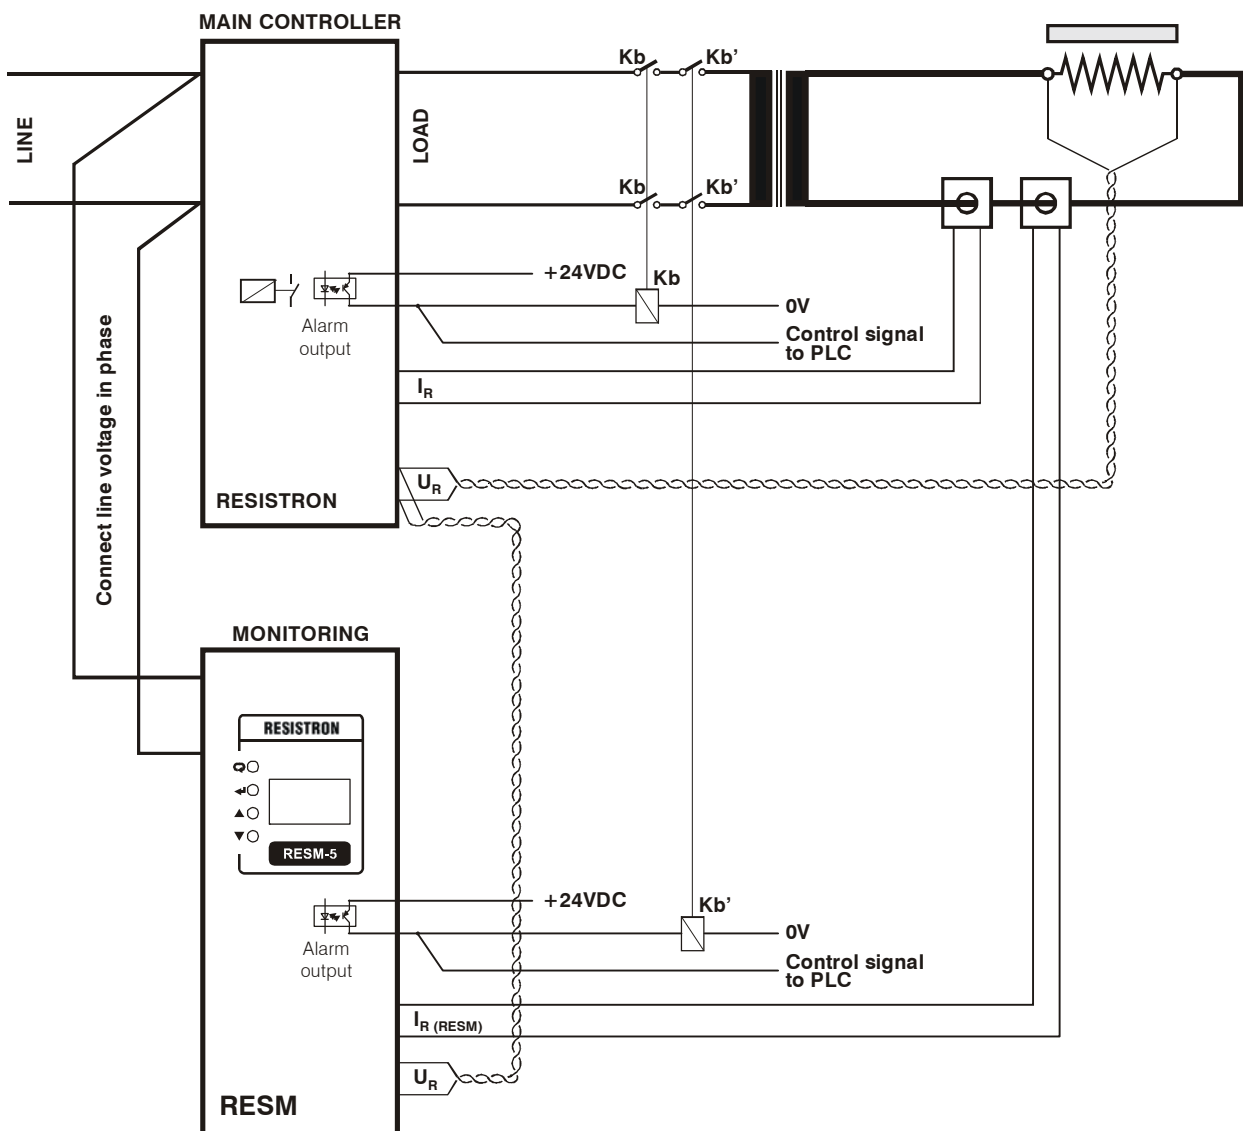 MAIN CONTROLLER
Kb
Kb’
LINE
LOAD
Kb
Kb’
+24VDC
Kb
0V
Alarm
output
Control signal
to PLC
IR
Connect line voltage in phase
UR
RESISTRON
MONITORING
RESISTRON
RESM-5
+24VDC
Kb’
0V
Alarm
output
Control signal
to PLC
IR (RESM)
UR
RESM